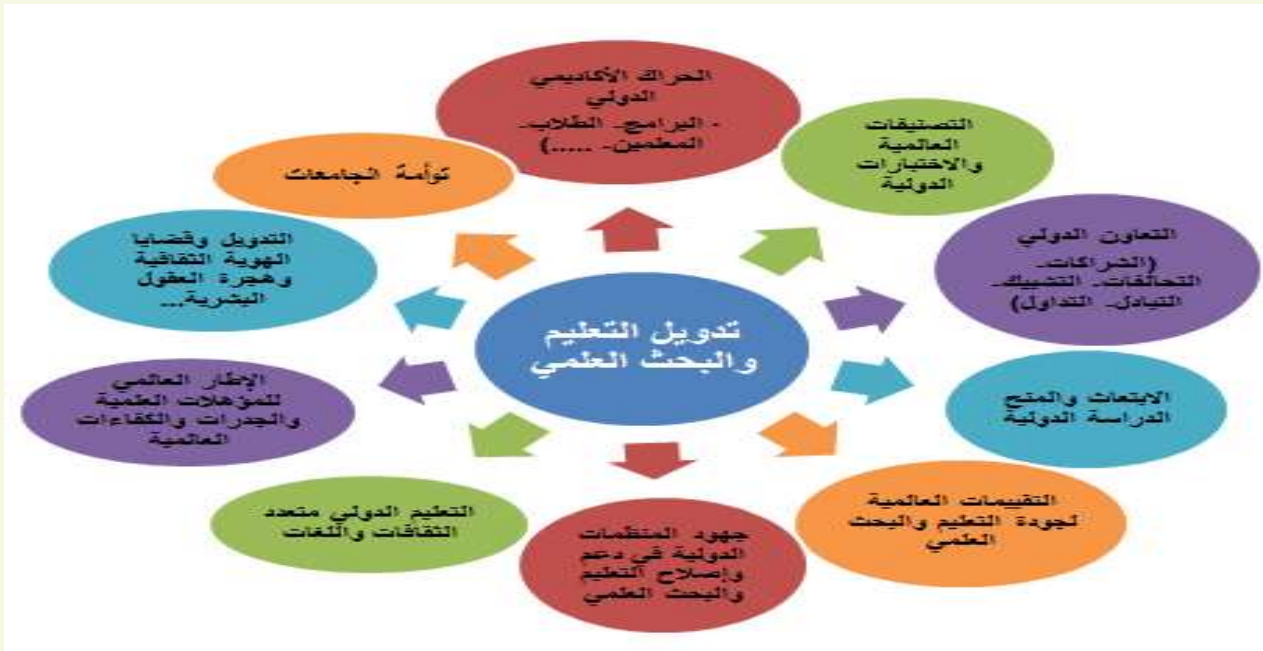 تدويل التعليم
والبحث العلمي
الحراك الأكاديمي
الدولي
- البرامج- الطلاب-
المعلمين- .....)
التصنيفات
العالمية
والاختبارات
الدولية
التعاون الدولي
(الشراكات-
التحالفات- التشبيك-
التبادل- التداول)
الابتعاث والمنح
الدراسة الدولية
التقييمات العالمية
لجودة التعليم والبحث
العلمي
جهود المنظمات
الدولية في دعم
وإصلاح التعليم
والبحث العلمي
التعليم الدولي متعدد
الثقافات واللغات
الإطار العالمي
للمؤهلات العلمية
والجدرات والكفاءات
العالمية
التدويل وقضايا
الهوية الثقافية
وهجرة العقول
البشرية...
توأمة الجامعات